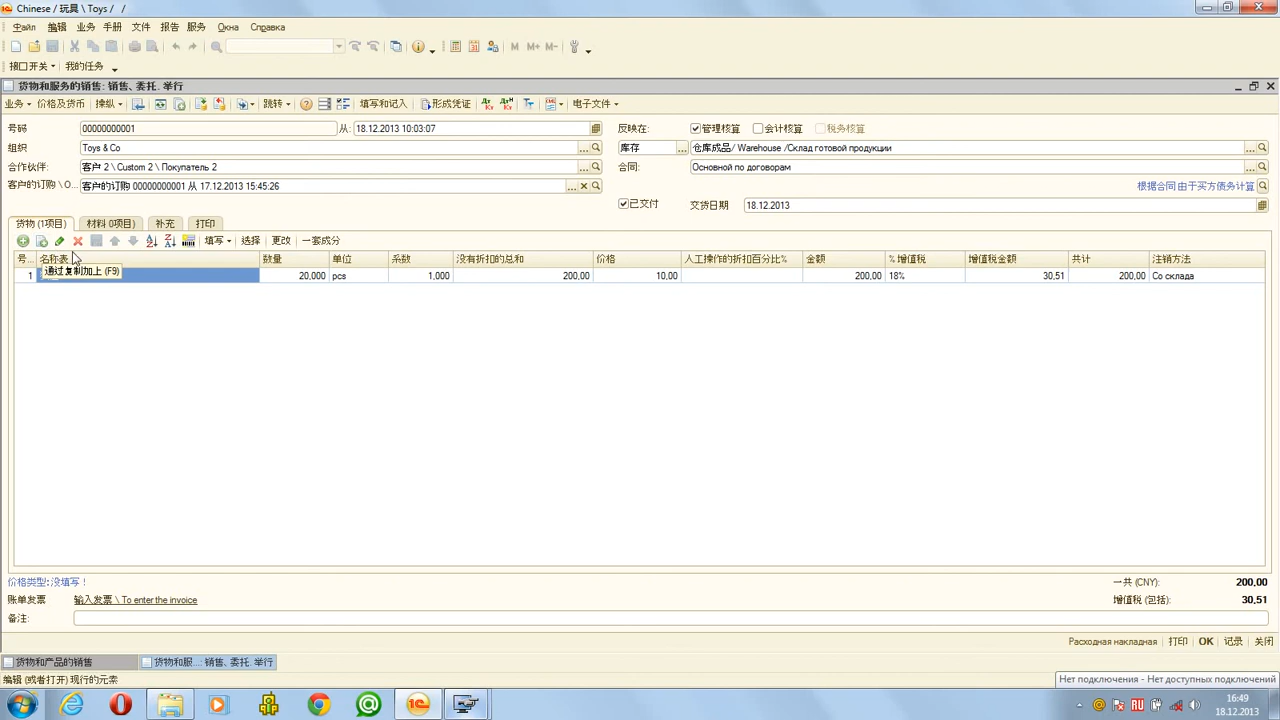 Chinese / 玩具 \ Toys / /
Файл 编辑 业务 手册 文件 报告 服务 Окна Справка
M M+ M-
接口开关 我的任务
货物和服务的销售: 销售、委托. 举行
业务 价格及货币 操纵 跳转 填写和记入 形成凭证 电子文件
号码 00000000001 从: 18.12.2013 10:03:07 反映在: 管理核算 会计核算 税务核算
组织 Toys & Co 库存 ... 仓库成品/ Warehouse /Склад готовой продукции
合作伙伴: 客户 2 \ Custom 2 \ Покупатель 2 合同: Основной по договорам
客户的订购 \ O... 客户的订购 00000000001 从 17.12.2013 15:45:26 根据合同 由于买方债务计算
已交付 交货日期 18.12.2013
货物 (1项目) 材料 0项目) 补充 打印
填写 选择 更改 一套成分
号... 名称表 数量 单位 系数 没有折扣的总和 价格 人工操作的折扣百分比% 金额 % 增值税 增值税金额 共计 注销方法
1 20,000 pcs 1,000 200,00 10,00 200,00 18% 30,51 200,00 Со склада
通过复制加上 (F9)
价格类型: 没填写！ 一共 (CNY): 200,00
账单发票 输入发票 \ To enter the invoice 增值税 (包括): 30,51
备注:
Расходная накладная 打印 OK 记录 关闭
货物和产品的销售 货物和服...: 销售、委托. 举行
编辑 (或者打开) 现行的元素
Нет подключения - Нет доступных подключений
RU 16:49
18.12.2013